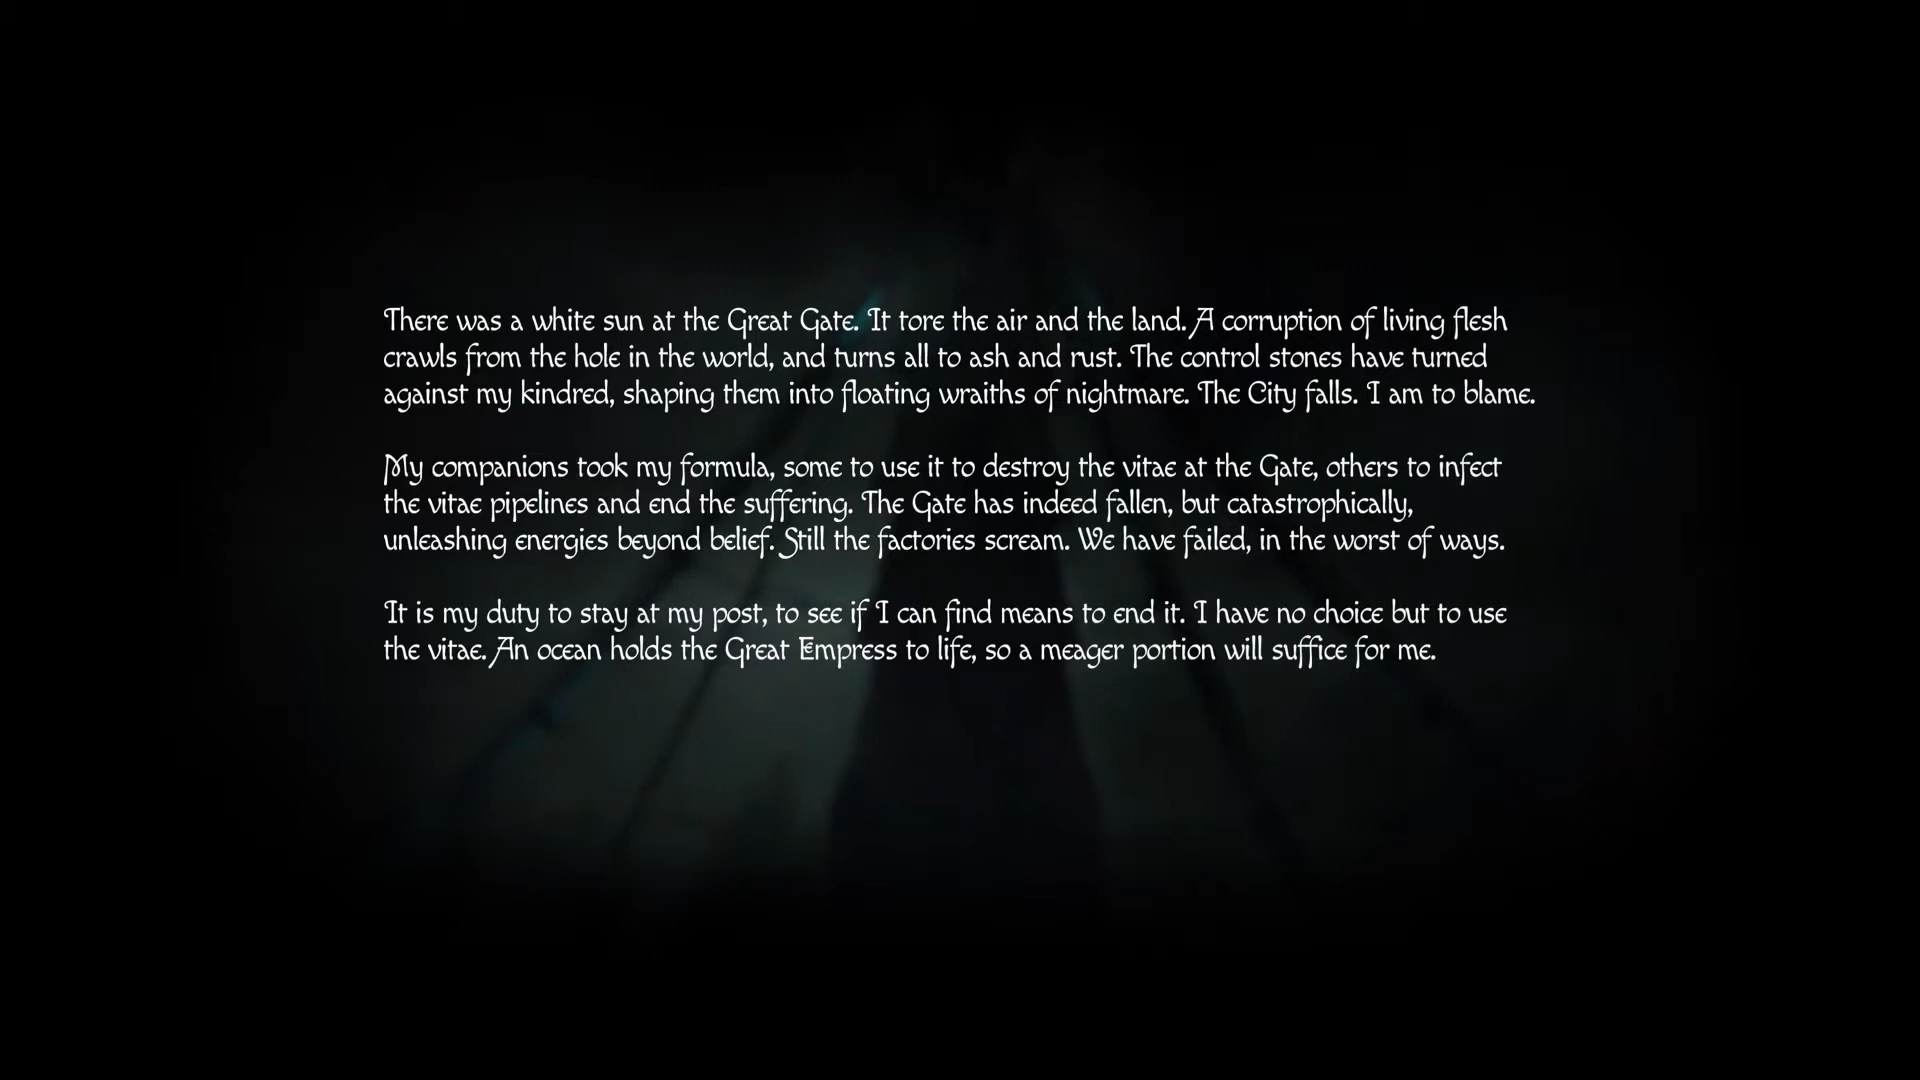 There was a white sun at the Great Gate. It tore the air and the land. A corruption of living flesh
crawls from the hole in the world, and turns all to ash and rust. The control stones have turned
against my kindred, shaping them into floating wraiths of nightmare. The City falls. I am to blame.
My companions took my formula, some to use it to destroy the vitae at the Gate, others to infect
the vitae pipelines and end the suffering. The Gate has indeed fallen, but catastrophically,
unleashing energies beyond belief. Still the factories scream. We have failed, in the worst of ways.
It is my duty to stay at my post, to see if I can find means to end it. I have no choice but to use
the vitae. An ocean holds the Great Empress to life, so a meager portion will suffice for me.